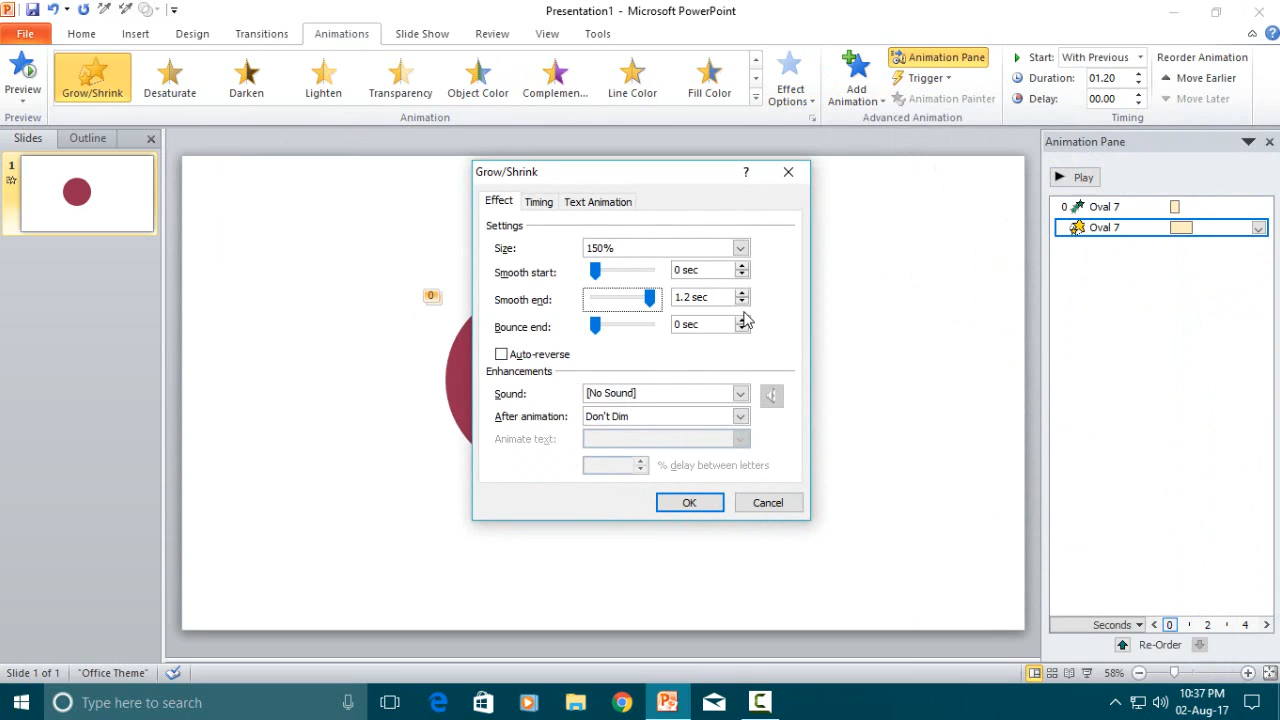 Presentation1 - Microsoft PowerPoint
File Home Insert Design Transitions Animations Slide Show Review View Tools
Preview
Grow/Shrink Desaturate Darken Lighten Transparency Object Color Complemen... Line Color Fill Color
Effect Options
Add Animation
Animation Pane
Trigger
Animation Painter
Start: With Previous
Duration: 01.20
Delay: 00.00
Reorder Animation
Move Earlier
Move Later
Preview Animation Advanced Animation Timing
Slides Outline
1
0
Grow/Shrink ?
Effect Timing Text Animation
Settings
Size: 150%
Smooth start: 0 sec
Smooth end: 1.2 sec
Bounce end: 0 sec
Auto-reverse
Enhancements
Sound: [No Sound]
After animation: Don't Dim
Animate text:
% delay between letters
OK Cancel
Animation Pane
Play
0 Oval 7
Oval 7
Seconds 0 2 4
Re-Order
Slide 1 of 1 "Office Theme" 58%
Type here to search
10:37 PM
02-Aug-17